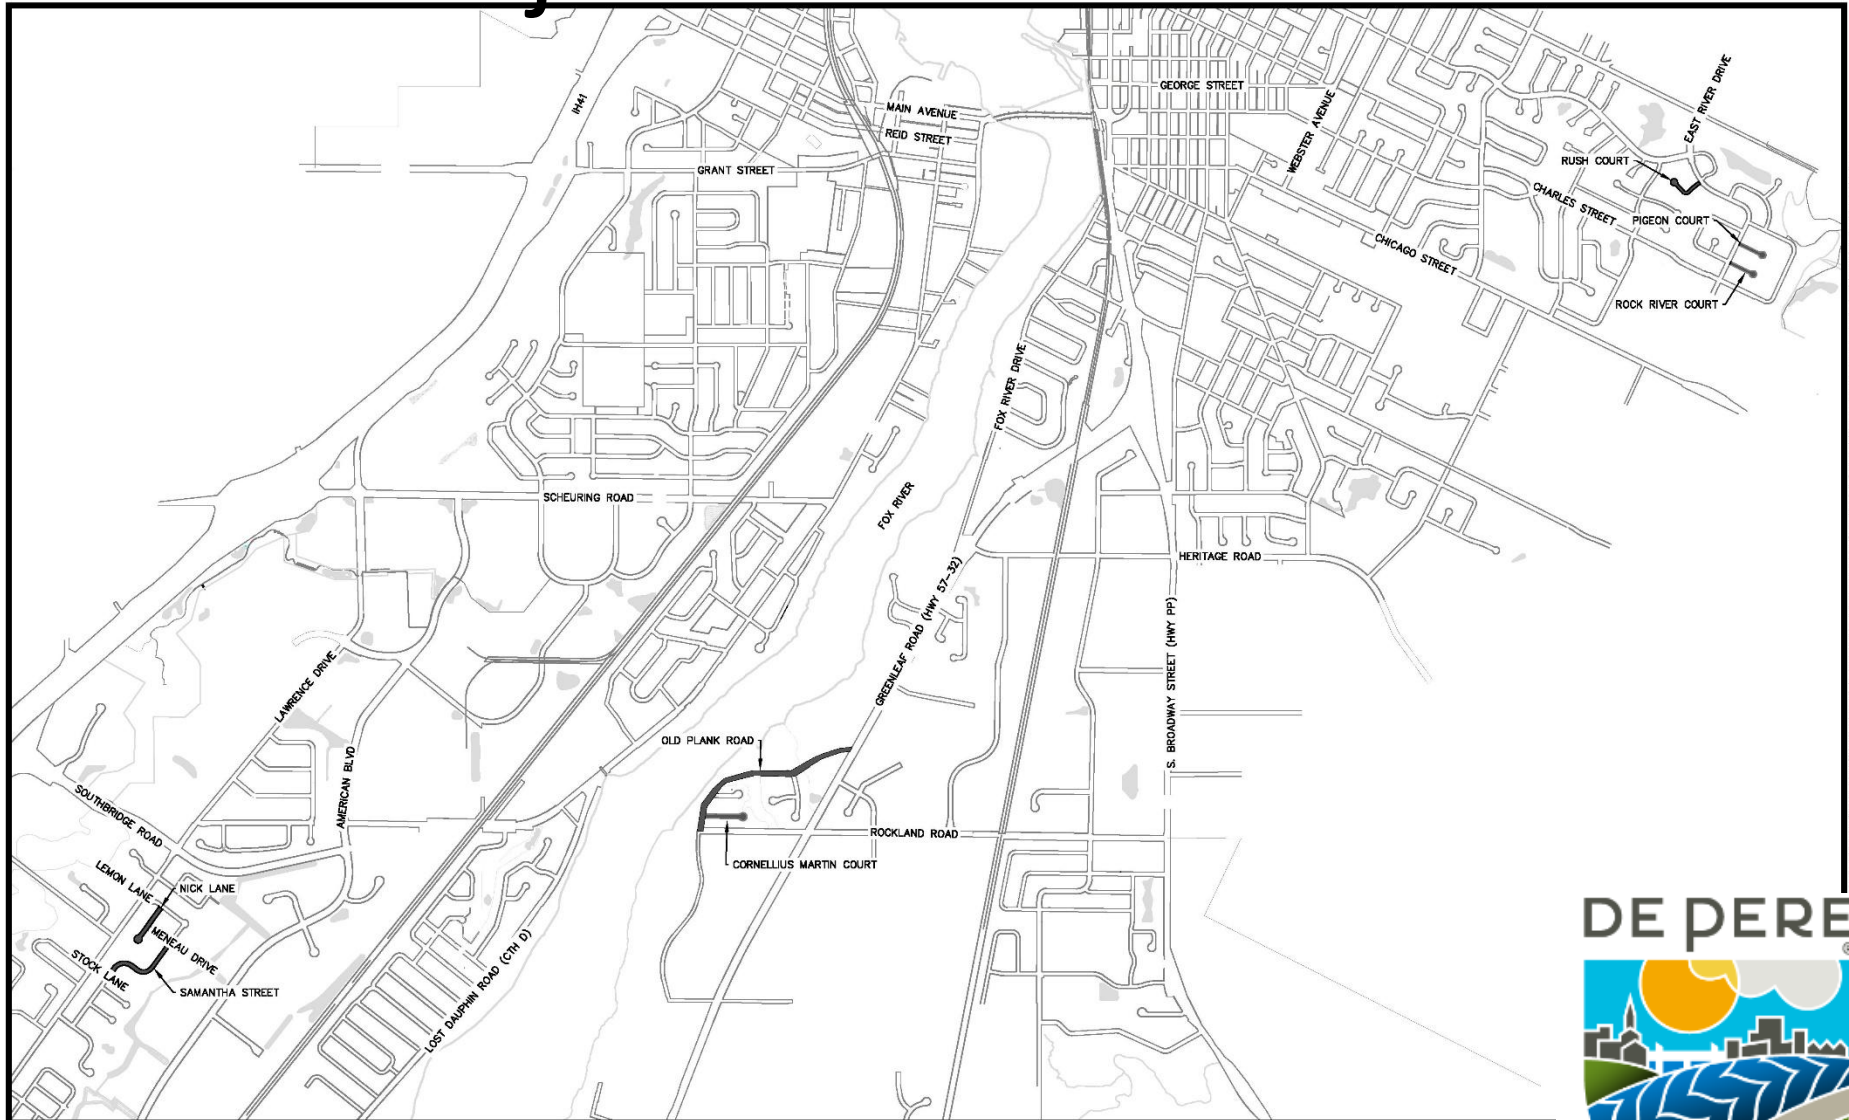 IH41
MAIN AVENUE
REID STREET
GRANT STREET
GEORGE STREET
WEBSTER AVENUE
EAST RIVER DRIVE
RUSH COURT
CHARLES STREET
PIGEON COURT
CHICAGO STREET
ROCK RIVER COURT
FOX RIVER DRIVE
SCHEURING ROAD
FOX RIVER
HERITAGE ROAD
GREENLEAF ROAD (HWY 57-32)
S. BROADWAY STREET (HWY PP)
LAWRENCE DRIVE
AMERICAN BLVD
OLD PLANK ROAD
SOUTHBRIDGE ROAD
ROCKLAND ROAD
CORNELLIUS MARTIN COURT
LEMON LANE
NICK LANE
MENEAU DRIVE
STOCK LANE
SAMANTHA STREET
LOST DAUPHIN ROAD (CTH D)
DE PERE